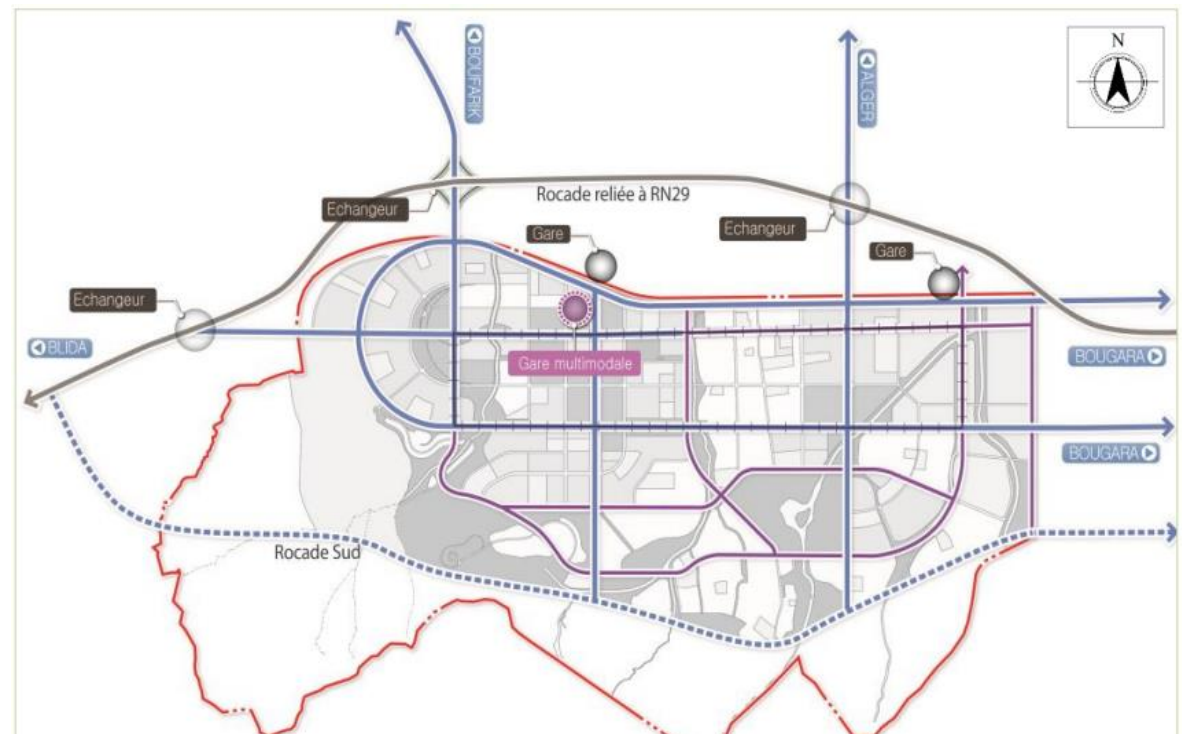 BOUFARIK
ALGER
N
Rocade reliée à RN29
Echangeur
Gare
Echangeur
Gare
Echangeur
BLIDA
Gare multimodale
BOUGARA
BOUGARA
Rocade Sud